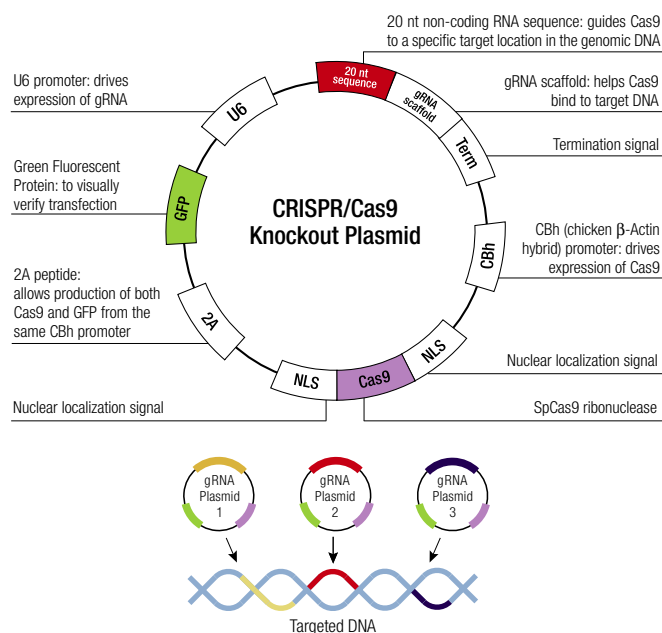 20 nt non-coding RNA sequence: guides Cas9
to a specific target location in the genomic DNA
U6 promoter: drives
expression of gRNA
gRNA scaffold: helps Cas9
bind to target DNA
Termination signal
Green Fluorescent
Protein: to visually
verify transfection
CBh (chicken β-Actin
hybrid) promoter: drives
expression of Cas9
2A peptide:
allows production of both
Cas9 and GFP from the
same CBh promoter
Nuclear localization signal
Nuclear localization signal
SpCas9 ribonuclease
CRISPR/Cas9
Knockout Plasmid
U6
20 nt
sequence
gRNA
scaffold
Term
CBh
NLS
Cas9
NLS
2A
GFP
gRNA
Plasmid
1
gRNA
Plasmid
2
gRNA
Plasmid
3
Targeted DNA